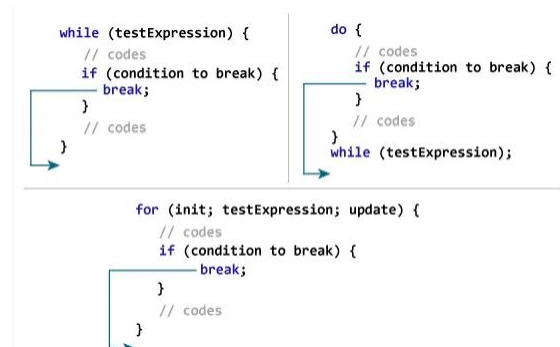 while (testExpression) {
// codes
if (condition to break) {
break;
}
// codes
}
do {
// codes
if (condition to break) {
break;
}
// codes
}
while (testExpression);
for (init; testExpression; update) {
// codes
if (condition to break) {
break;
}
// codes
}